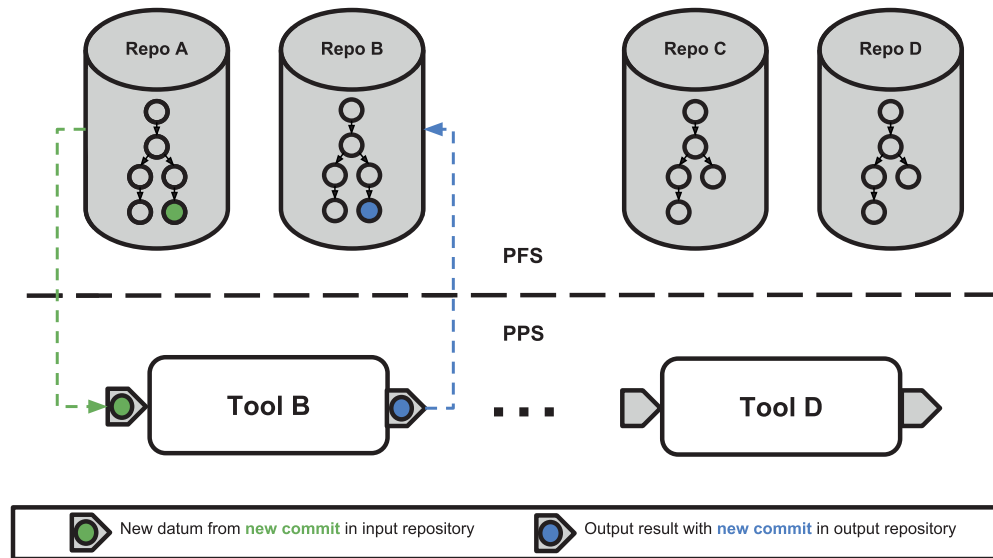 Repo A
Repo B
Repo C
Repo D
PFS
PPS
Tool B
...
Tool D
New datum from new commit in input repository
Output result with new commit in output repository